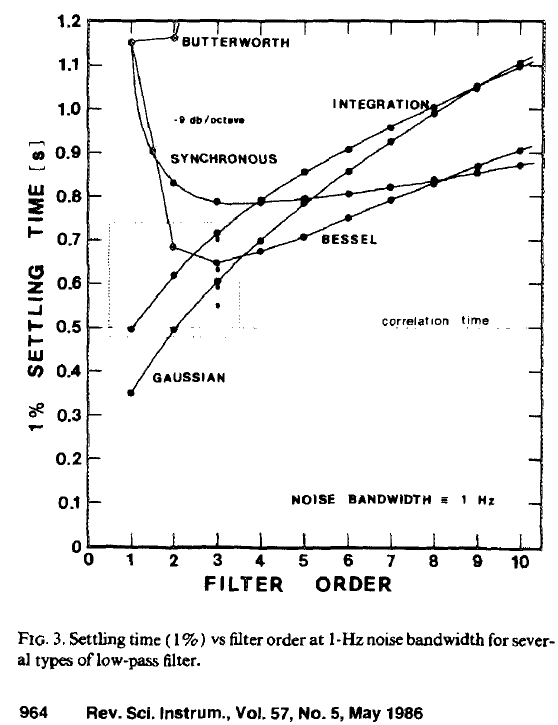 1.2
BUTTERWORTH
1.1
INTEGRATION
1.0
-9 db/octave
0.9
SYNCHRONOUS
0.8
0.7
BESSEL
0.6
correlation time
0.5
0.4
GAUSSIAN
0.3
0.2
NOISE BANDWIDTH ≡ 1 Hz
0.1
0
1% SETTLING TIME [s]
0 1 2 3 4 5 6 7 8 9 10
FILTER ORDER
FIG. 3. Settling time (1%) vs filter order at 1-Hz noise bandwidth for sever-
al types of low-pass filter.
964 Rev. Sci. Instrum., Vol. 57, No. 5, May 1986